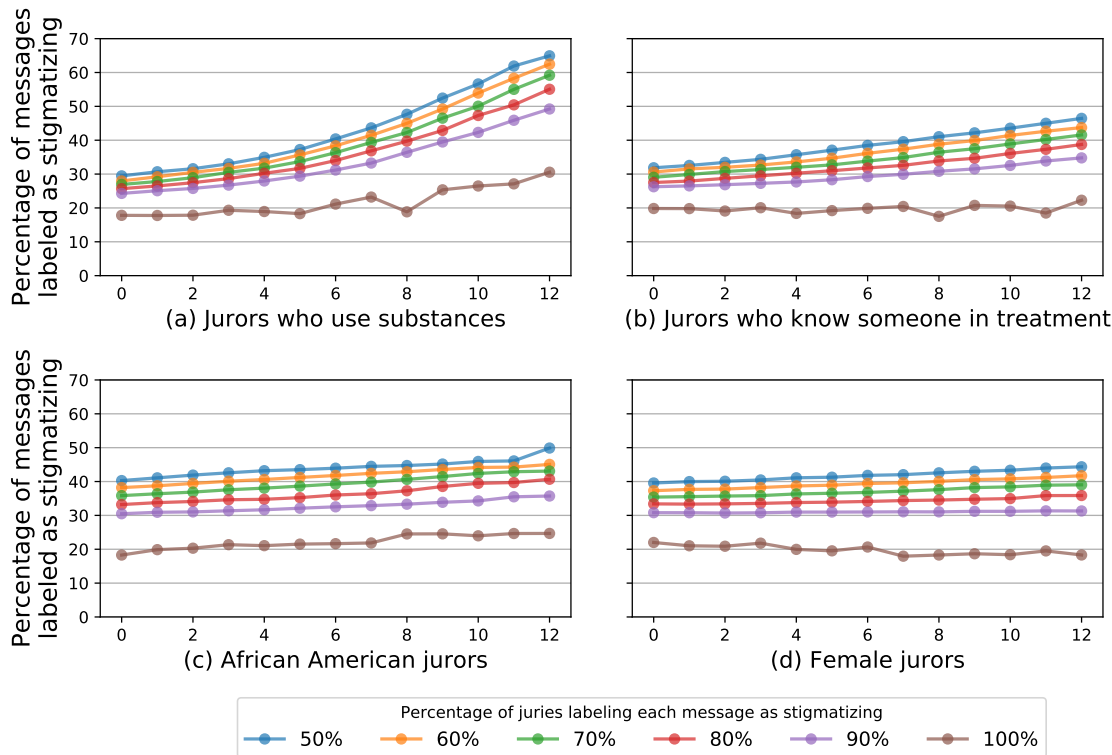 Percentage of messages
labeled as stigmatizing
70
60
50
40
30
20
10
0
0 2 4 6 8 10 12
(a) Jurors who use substances
0 2 4 6 8 10 12
(b) Jurors who know someone in treatment
Percentage of messages
labeled as stigmatizing
70
60
50
40
30
20
10
0
0 2 4 6 8 10 12
(c) African American jurors
0 2 4 6 8 10 12
(d) Female jurors
Percentage of juries labeling each message as stigmatizing
50% 60% 70% 80% 90% 100%